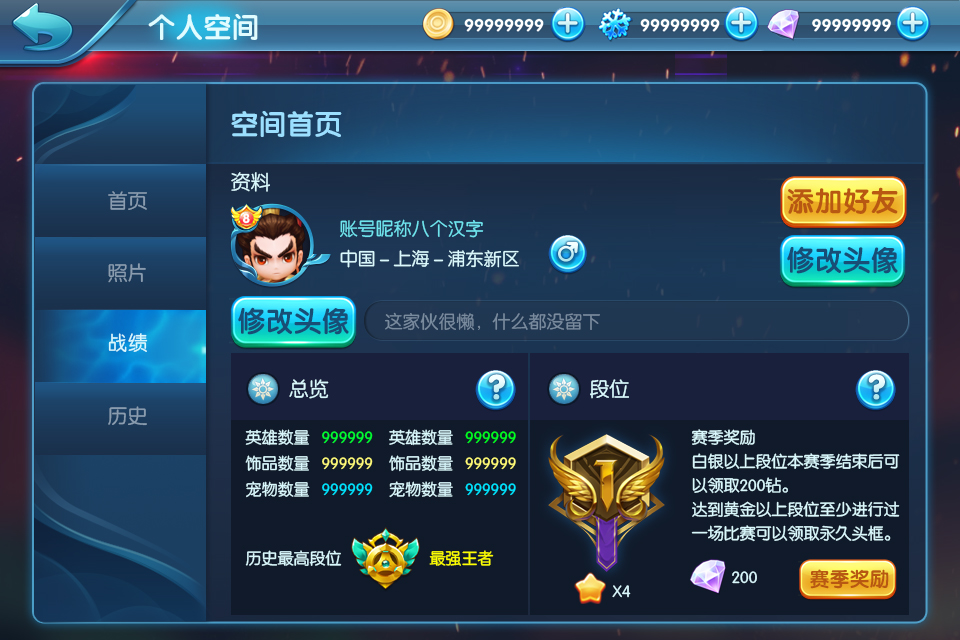 个人空间
99999999
99999999
99999999
空间首页
首页
照片
战绩
历史
资料
8
账号昵称八个汉字
中国－上海－浦东新区
添加好友
修改头像
修改头像
这家伙很懒，什么都没留下
总览
?
英雄数量 999999 英雄数量 999999
饰品数量 999999 饰品数量 999999
宠物数量 999999 宠物数量 999999
历史最高段位
最强王者
段位
?
I
X4
赛季奖励
白银以上段位本赛季结束后可
以领取200钻。
达到黄金以上段位至少进行过
一场比赛可以领取永久头框。
200
赛季奖励